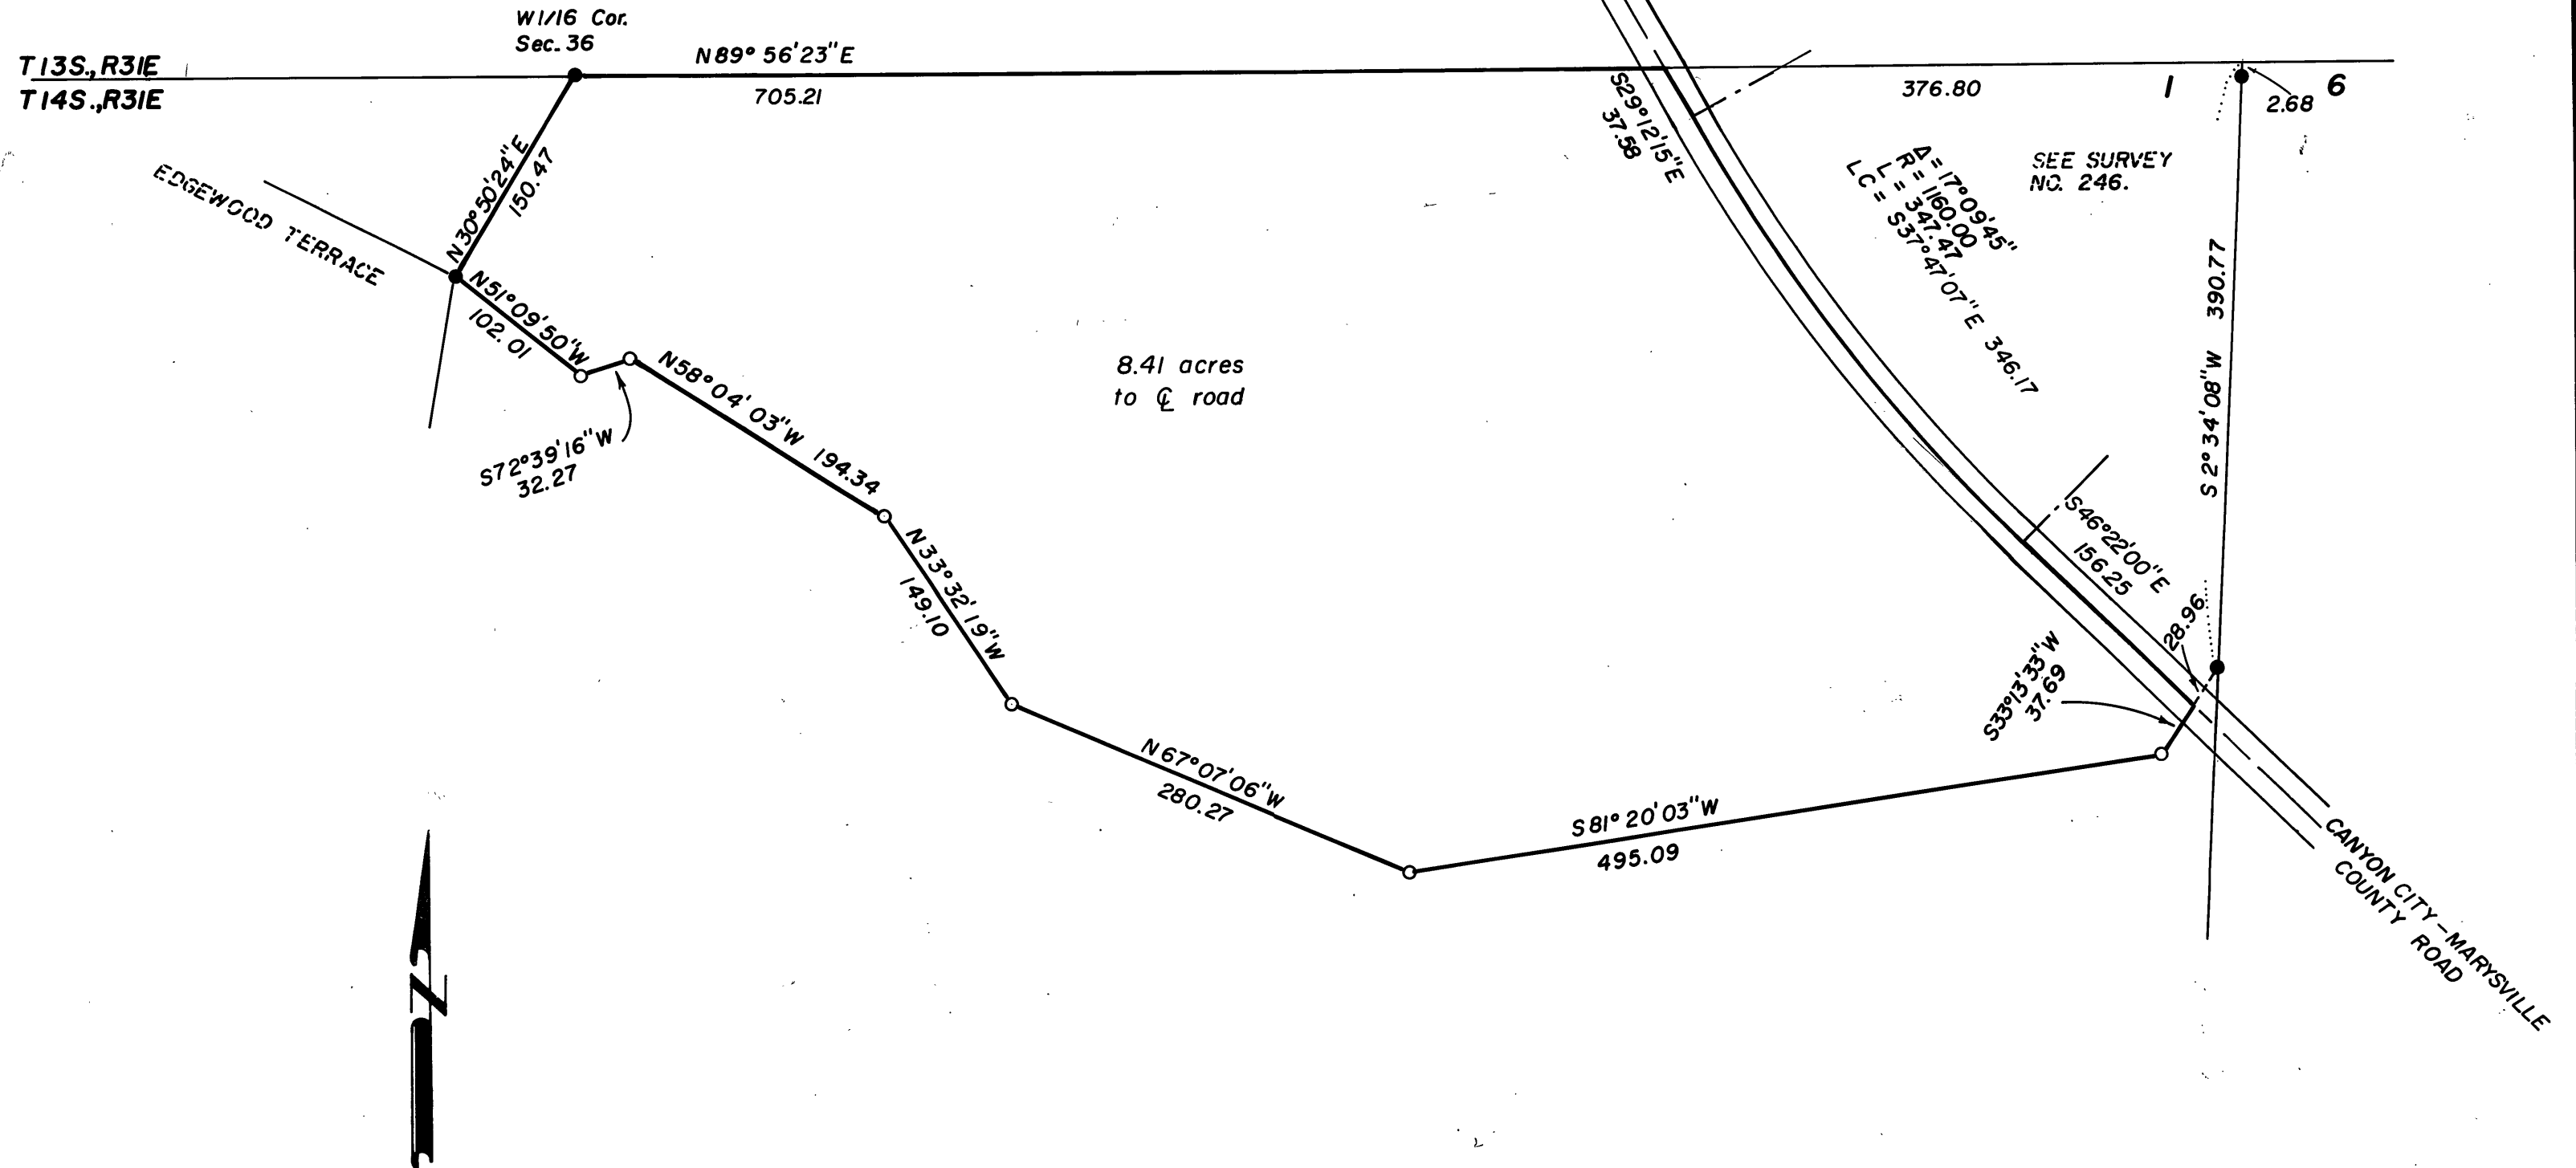 W1/16 Cor.
Sec. 36
T13S.,R31E
T14S.,R31E
N89°56'23"E
705.21
376.80
1
6
2.68
S29°12'15"E
37.58
Δ = 17°09'45"
R = 1160.00
L = 347.47
LC = S37°47'07"E 346.17
SEE SURVEY
NO. 246.
N30°50'24"E
150.47
EDGEWOOD TERRACE
N51°09'50"W
102.01
S72°39'16"W
32.27
N58°04'03"W 194.34
8.41 acres
to ℄ road
S 2°34'08"W 390.77
N33°32'19"W
149.10
S46°22'00"E
156.25
28.96
S33°13'33"W
37.69
N67°07'06"W
280.27
S81°20'03"W
495.09
CANYON CITY-MARYSVILLE
COUNTY ROAD
N